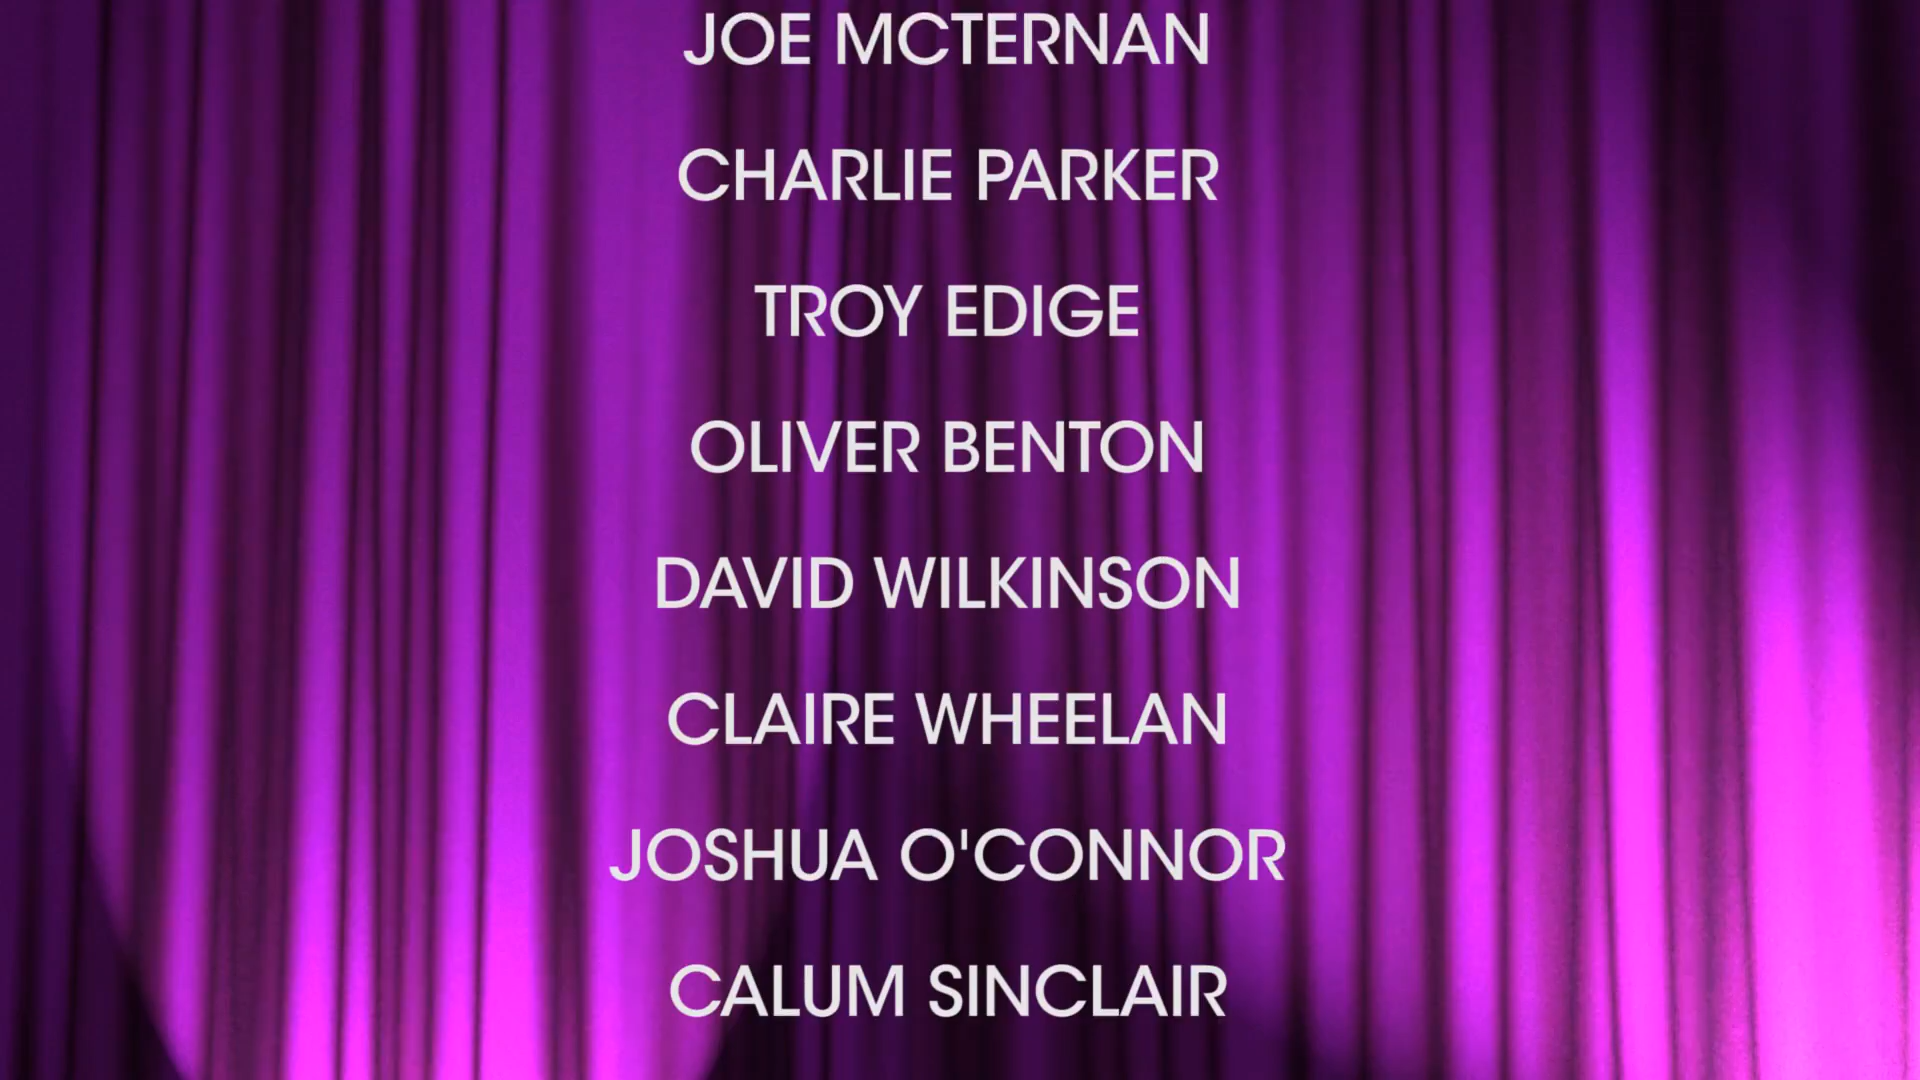 JOE MCTERNAN
CHARLIE PARKER
TROY EDIGE
OLIVER BENTON
DAVID WILKINSON
CLAIRE WHEELAN
JOSHUA O'CONNOR
CALUM SINCLAIR